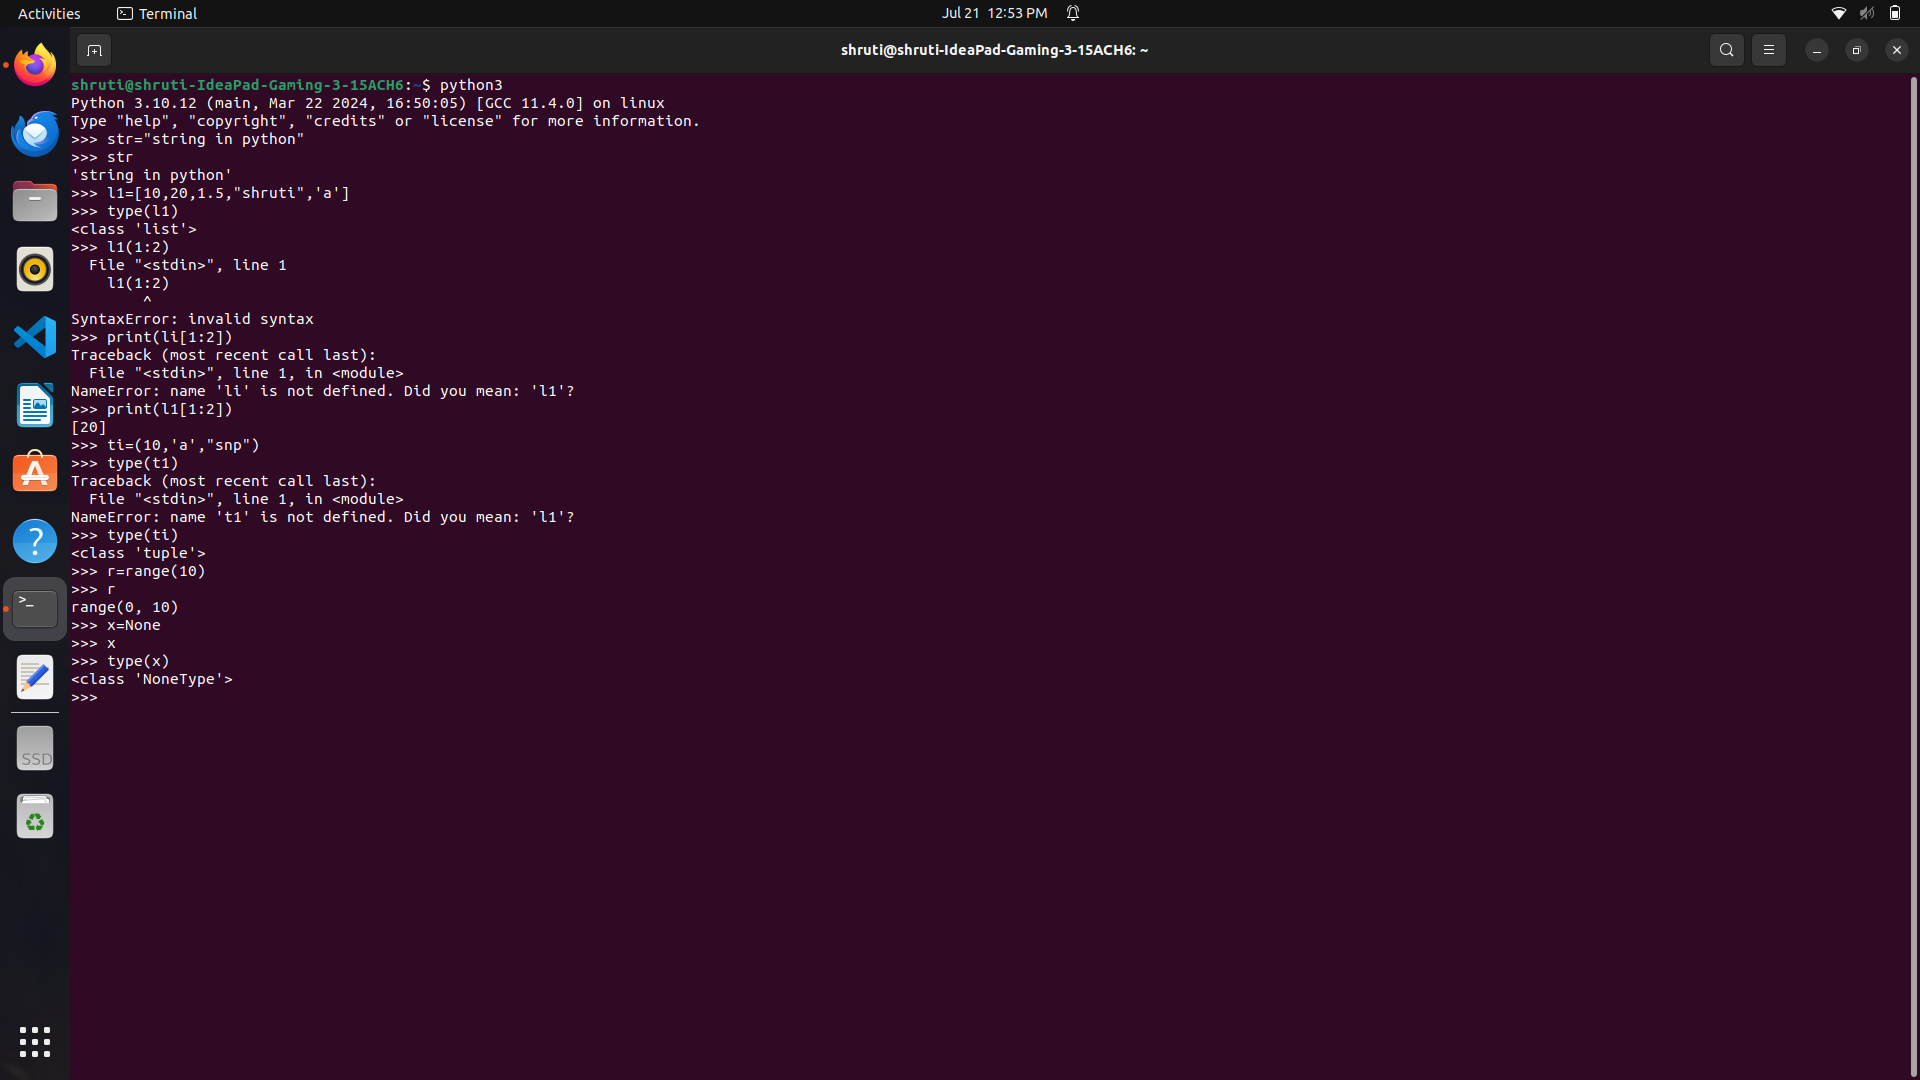 Activities
Terminal
Jul 21 12:53 PM
shruti@shruti-IdeaPad-Gaming-3-15ACH6: ~
shruti@shruti-IdeaPad-Gaming-3-15ACH6:~$ python3
Python 3.10.12 (main, Mar 22 2024, 16:50:05) [GCC 11.4.0] on linux
Type "help", "copyright", "credits" or "license" for more information.
>>> str="string in python"
>>> str
'string in python'
>>> l1=[10,20,1.5,"shruti",'a']
>>> type(l1)
<class 'list'>
>>> l1(1:2)
  File "<stdin>", line 1
    l1(1:2)
        ^
SyntaxError: invalid syntax
>>> print(li[1:2])
Traceback (most recent call last):
  File "<stdin>", line 1, in <module>
NameError: name 'li' is not defined. Did you mean: 'l1'?
>>> print(l1[1:2])
[20]
>>> ti=(10,'a',"snp")
>>> type(t1)
Traceback (most recent call last):
  File "<stdin>", line 1, in <module>
NameError: name 't1' is not defined. Did you mean: 'l1'?
>>> type(ti)
<class 'tuple'>
>>> r=range(10)
>>> r
range(0, 10)
>>> x=None
>>> x
>>> type(x)
<class 'NoneType'>
>>>
SSD